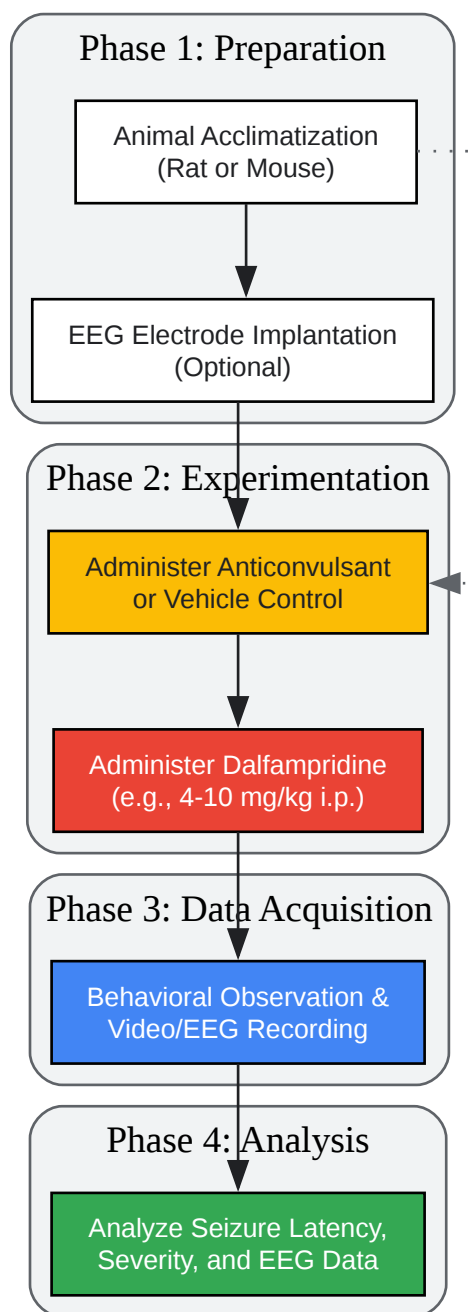 Phase 1: Preparation
Animal Acclimatization
(Rat or Mouse)
EEG Electrode Implantation
(Optional)
Phase 2: Experimentation
Administer Anticonvulsant
or Vehicle Control
Administer Dalfampridine
(e.g., 4-10 mg/kg i.p.)
Phase 3: Data Acquisition
Behavioral Observation &
Video/EEG Recording
Phase 4: Analysis
Analyze Seizure Latency,
Severity, and EEG Data